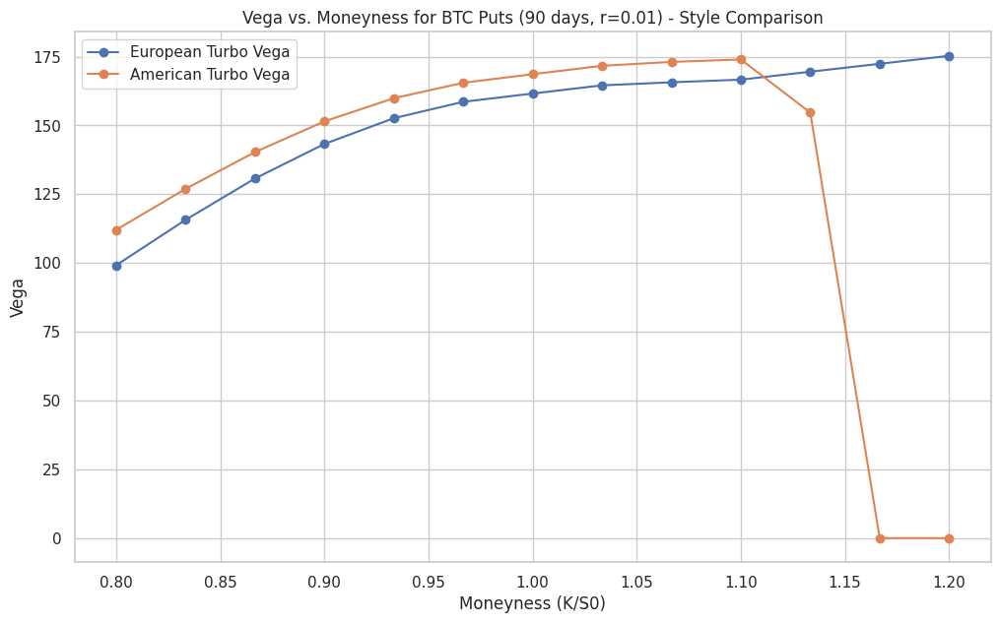 Vega vs. Moneyness for BTC Puts (90 days, r=0.01) - Style Comparison
European Turbo Vega
American Turbo Vega
175
150
125
100
75
50
25
0
Vega
0.80 0.85 0.90 0.95 1.00 1.05 1.10 1.15 1.20
Moneyness (K/S0)